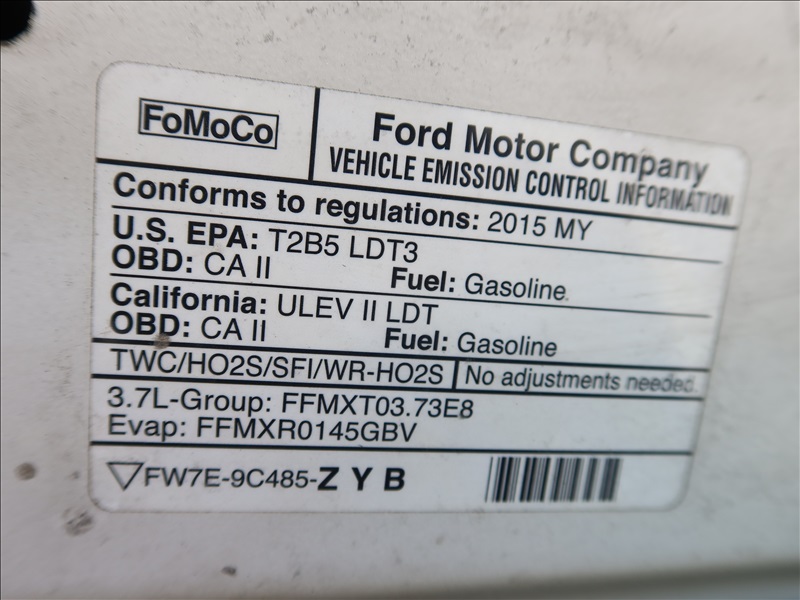 FoMoCo
Ford Motor Company
VEHICLE EMISSION CONTROL INFORMATION
Conforms to regulations: 2015 MY
U.S. EPA: T2B5 LDT3
OBD: CA II Fuel: Gasoline
California: ULEV II LDT
OBD: CA II Fuel: Gasoline
TWC/HO2S/SFI/WR-HO2S No adjustments needed.
3.7L-Group: FFMXT03.73E8
Evap: FFMXR0145GBV
FW7E-9C485-Z Y B